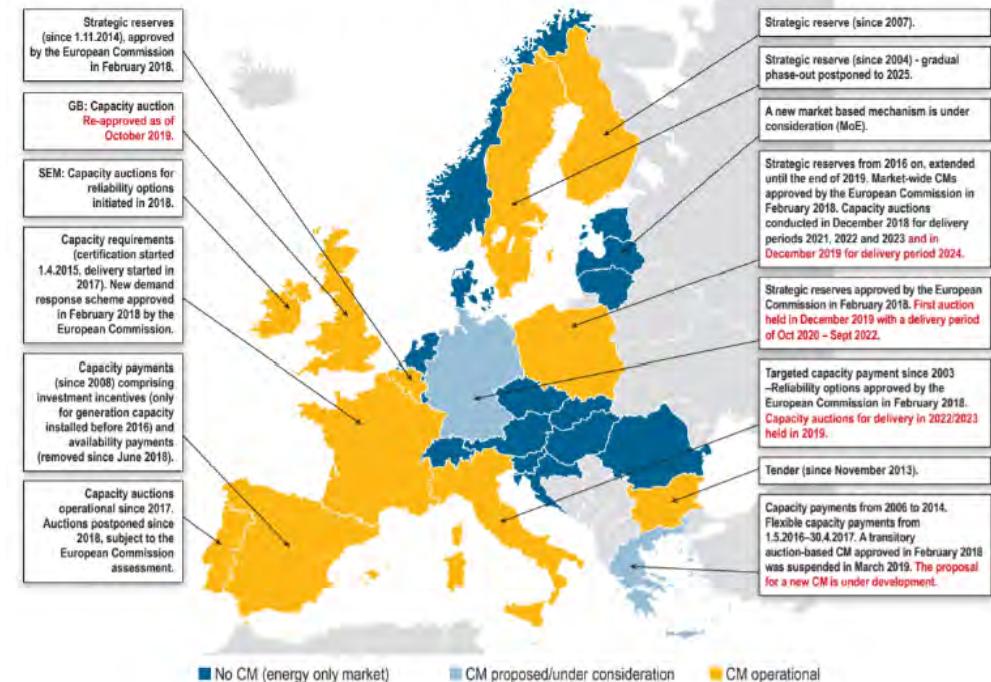 Strategic reserves
(since 1.11.2014), approved
by the European Commission
in February 2018.
GB: Capacity auction
Re-approved as of
October 2019.
SEM: Capacity auctions for
reliability options
initiated in 2018.
Capacity requirements
(certification started
1.4.2015, delivery started in
2017). New demand
response scheme approved
in February 2018 by the
European Commission.
Capacity payments
(since 2008) comprising
investment incentives (only
for generation capacity
installed before 2016) and
availability payments
(removed since June 2018).
Capacity auctions
operational since 2017.
Auctions postponed since
2018, subject to the
European Commission
assessment.
Strategic reserve (since 2007).
Strategic reserve (since 2004) - gradual
phase-out postponed to 2025.
A new market based mechanism is under
consideration (MoE).
Strategic reserves from 2016 on, extended
until the end of 2019. Market-wide CMs
approved by the European Commission in
February 2018. Capacity auctions
conducted in December 2018 for delivery
periods 2021, 2022 and 2023 and in
December 2019 for delivery period 2024.
Strategic reserves approved by the European
Commission in February 2018. First auction
held in December 2019 with a delivery period
of Oct 2020 – Sept 2022.
Targeted capacity payment since 2003
–Reliability options approved by the
European Commission in February 2018.
Capacity auctions for delivery in 2022/2023
held in 2019.
Tender (since November 2013).
Capacity payments from 2006 to 2014.
Flexible capacity payments from
1.5.2016–30.4.2017. A transitory
auction-based CM approved in February 2018
was suspended in March 2019. The proposal
for a new CM is under development.
No CM (energy only market)
CM proposed/under consideration
CM operational